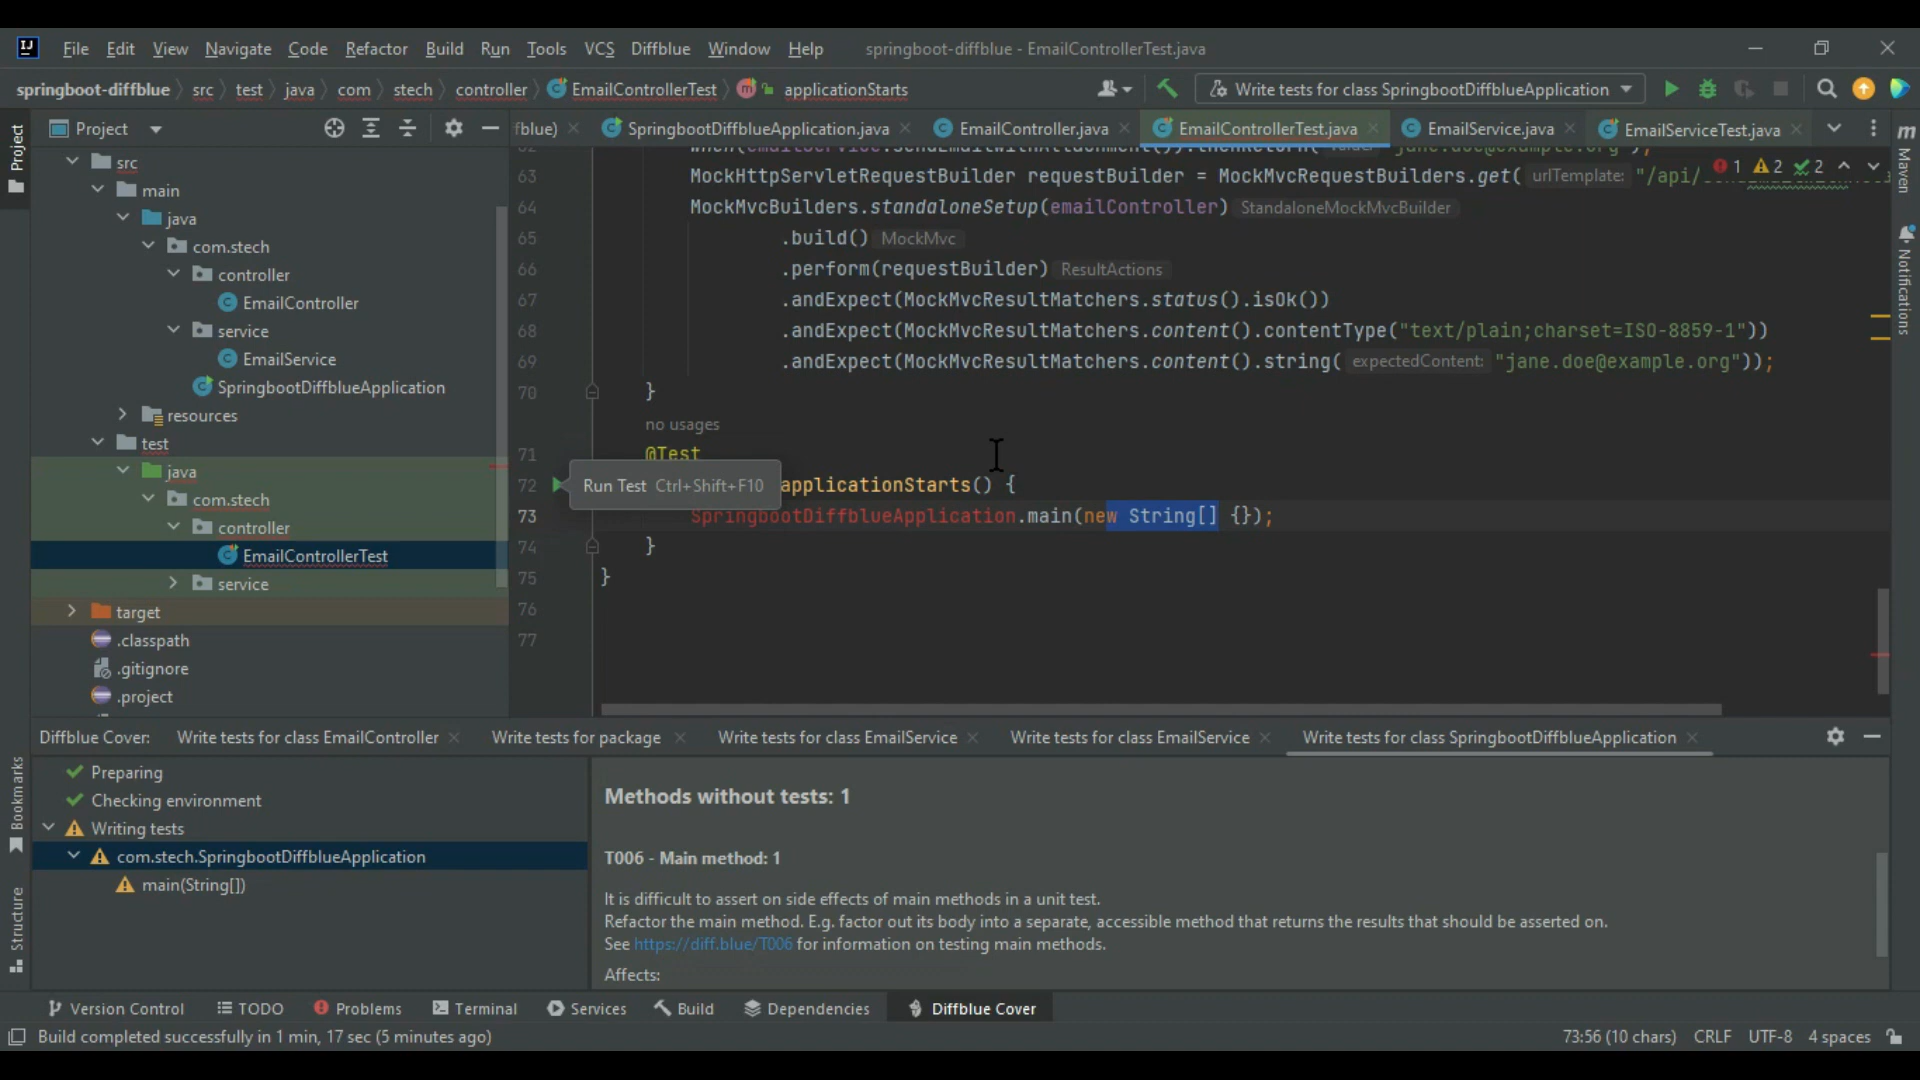 IJ File Edit View Navigate Code Refactor Build Run Tools VCS Diffblue Window Help springboot-diffblue - EmailControllerTest.java
springboot-diffblue src test java com stech controller EmailControllerTest m applicationStarts Write tests for class SpringbootDiffblueApplication
Project
Project fblue) SpringbootDiffblueApplication.java EmailController.java EmailControllerTest.java EmailService.java EmailServiceTest.java
Maven
Notifications
1 2 2
src
main
java
com.stech
controller
EmailController
service
EmailService
SpringbootDiffblueApplication
resources
test
java
com.stech
controller
EmailControllerTest
service
target
.classpath
.gitignore
.project
63 MockHttpServletRequestBuilder requestBuilder = MockMvcRequestBuilders.get( urlTemplate: "/api/
64 MockMvcBuilders.standaloneSetup(emailController) StandaloneMockMvcBuilder
65 .build() MockMvc
66 .perform(requestBuilder) ResultActions
67 .andExpect(MockMvcResultMatchers.status().isOk())
68 .andExpect(MockMvcResultMatchers.content().contentType("text/plain;charset=ISO-8859-1"))
69 .andExpect(MockMvcResultMatchers.content().string( expectedContent: "jane.doe@example.org"));
70 }
no usages
71 @Test
72 Run Test Ctrl+Shift+F10 applicationStarts() {
73 SpringbootDiffblueApplication.main(new String[] {});
74 }
75 }
76
77
Diffblue Cover: Write tests for class EmailController Write tests for package Write tests for class EmailService Write tests for class EmailService Write tests for class SpringbootDiffblueApplication
Preparing
Checking environment
Writing tests
com.stech.SpringbootDiffblueApplication
main(String[])
Methods without tests: 1
T006 - Main method: 1
It is difficult to assert on side effects of main methods in a unit test.
Refactor the main method. E.g. factor out its body into a separate, accessible method that returns the results that should be asserted on.
See https://diff.blue/T006 for information on testing main methods.
Affects:
Bookmarks
Structure
Version Control TODO Problems Terminal Services Build Dependencies Diffblue Cover
Build completed successfully in 1 min, 17 sec (5 minutes ago) 73:56 (10 chars) CRLF UTF-8 4 spaces